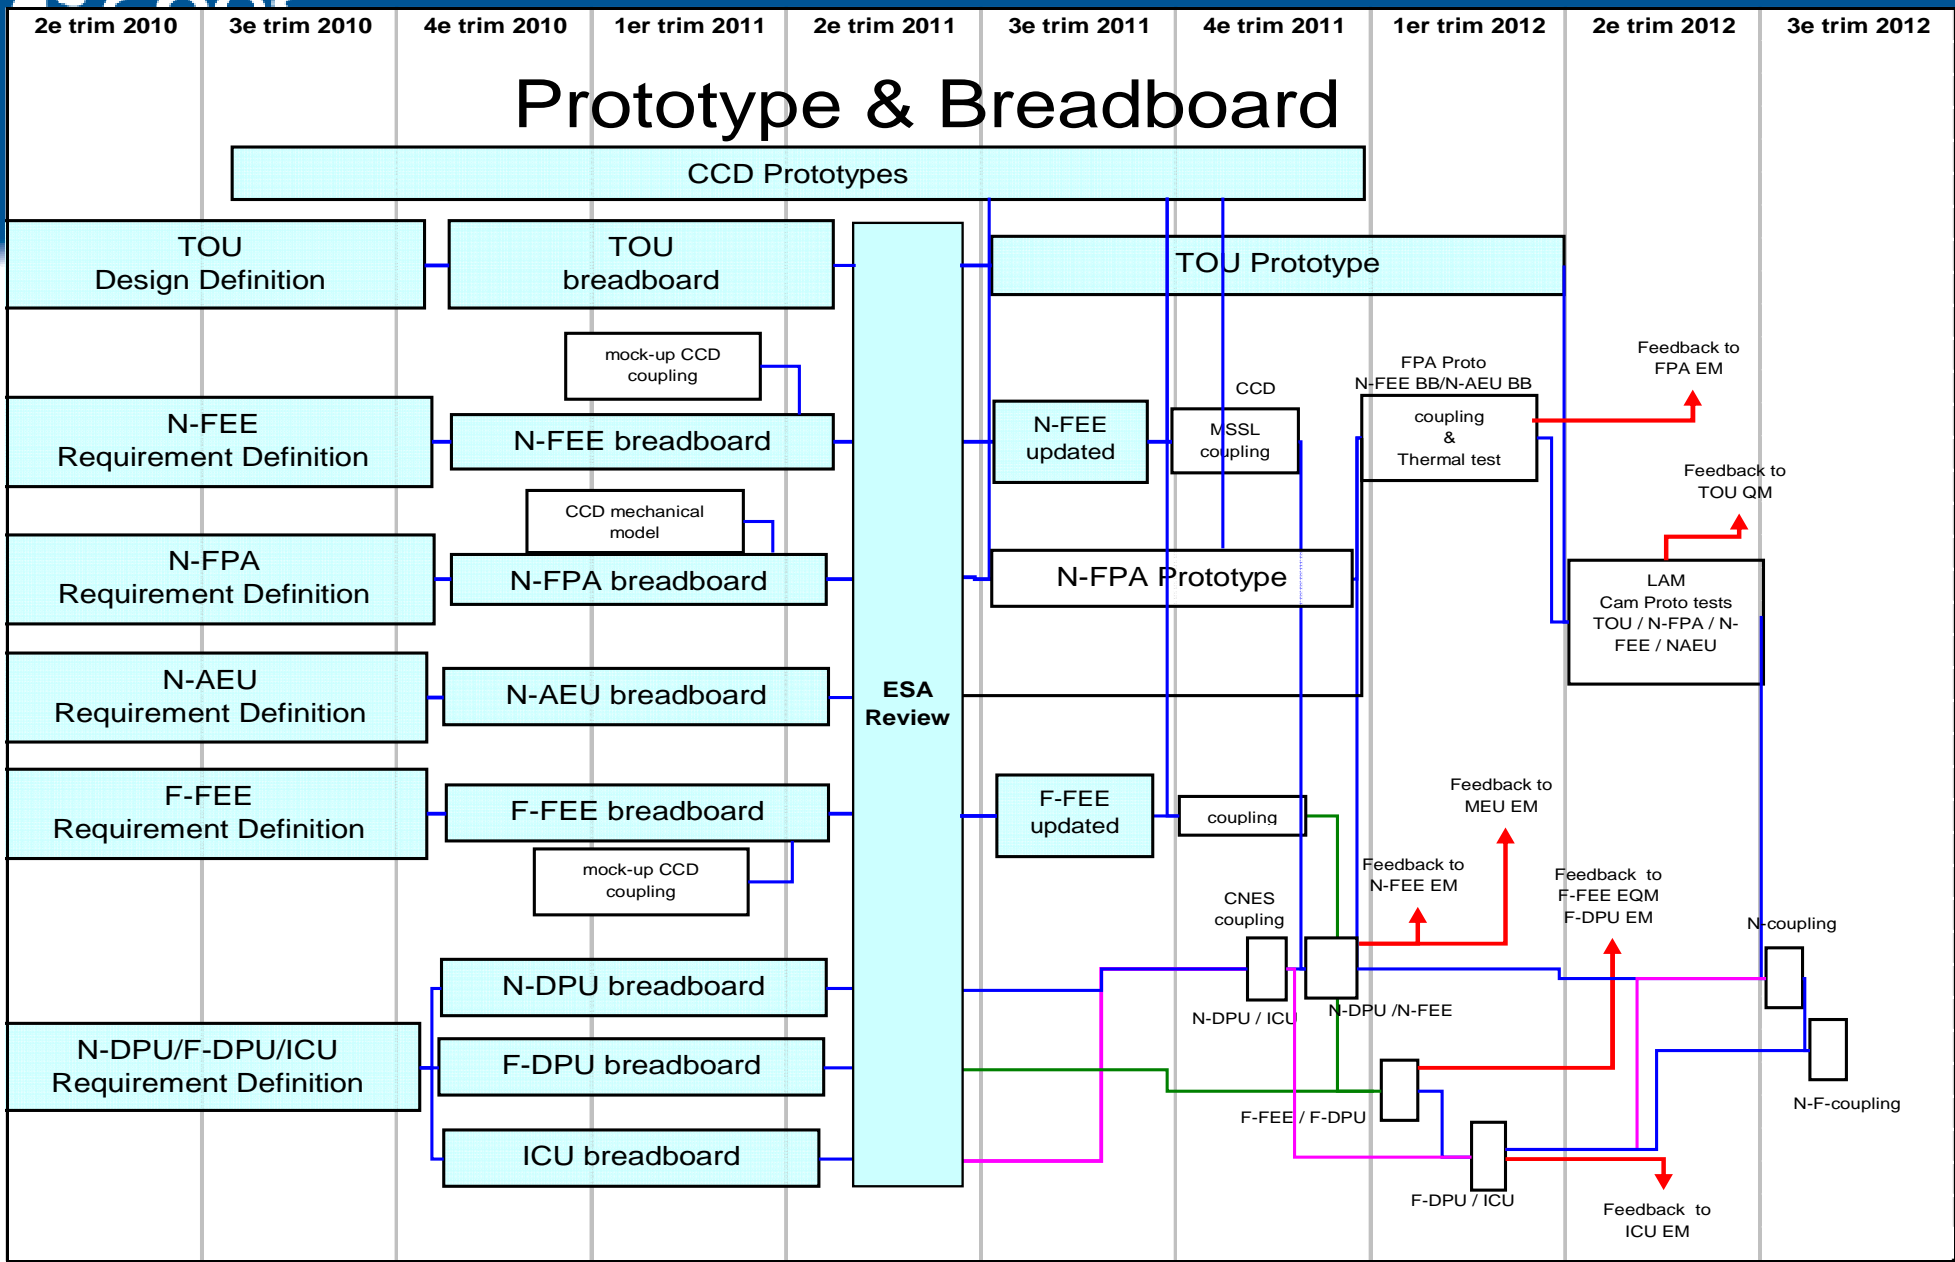 2e trim 2010 3e trim 2010 4e trim 2010 1er trim 2011 2e trim 2011 3e trim 2011 4e trim 2011 1er trim 2012 2e trim 2012 3e trim 2012
Prototype & Breadboard
CCD Prototypes
TOU
Design Definition
TOU
breadboard
TOU Prototype
mock-up CCD
coupling
N-FEE
Requirement Definition
N-FEE breadboard
N-FEE
updated
CCD
MSSL
coupling
FPA Proto
N-FEE BB/N-AEU BB
coupling
&
Thermal test
Feedback to
FPA EM
Feedback to
TOU QM
CCD mechanical
model
N-FPA
Requirement Definition
N-FPA breadboard
N-FPA Prototype
LAM
Cam Proto tests
TOU / N-FPA / N-
FEE / NAEU
N-AEU
Requirement Definition
N-AEU breadboard
ESA
Review
F-FEE
Requirement Definition
F-FEE breadboard
F-FEE
updated
coupling
mock-up CCD
coupling
Feedback to
MEU EM
Feedback to
N-FEE EM
Feedback to
F-FEE EQM
F-DPU EM
CNES
coupling
N-coupling
N-DPU breadboard
N-DPU / ICU
N-DPU /N-FEE
N-DPU/F-DPU/ICU
Requirement Definition
F-DPU breadboard
F-FEE / F-DPU
N-F-coupling
ICU breadboard
F-DPU / ICU
Feedback to
ICU EM